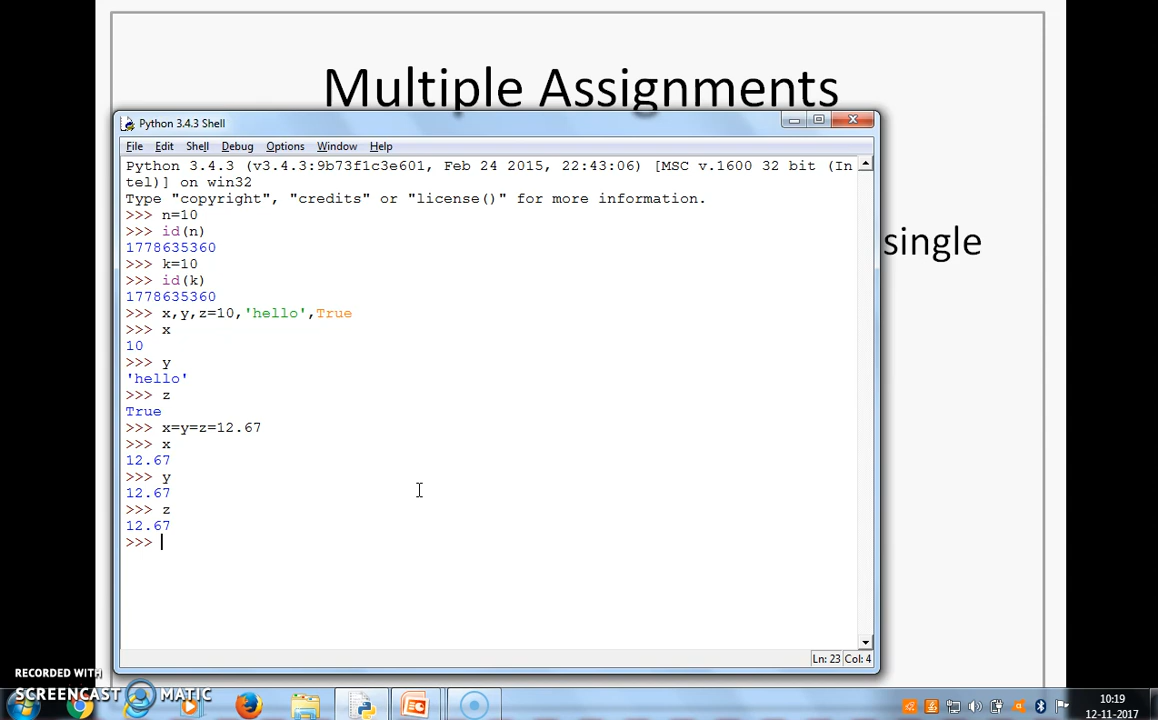 Multiple Assignments
Python 3.4.3 Shell
File Edit Shell Debug Options Window Help
Python 3.4.3 (v3.4.3:9b73f1c3e601, Feb 24 2015, 22:43:06) [MSC v.1600 32 bit (In
tel)] on win32
Type "copyright", "credits" or "license()" for more information.
>>> n=10
>>> id(n)
1778635360
>>> k=10
>>> id(k)
1778635360
>>> x,y,z=10,'hello',True
>>> x
10
>>> y
'hello'
>>> z
True
>>> x=y=z=12.67
>>> x
12.67
>>> y
12.67
>>> z
12.67
>>>
single
Ln: 23 Col: 4
RECORDED WITH
SCREENCAST MATIC
10:19
12-11-2017